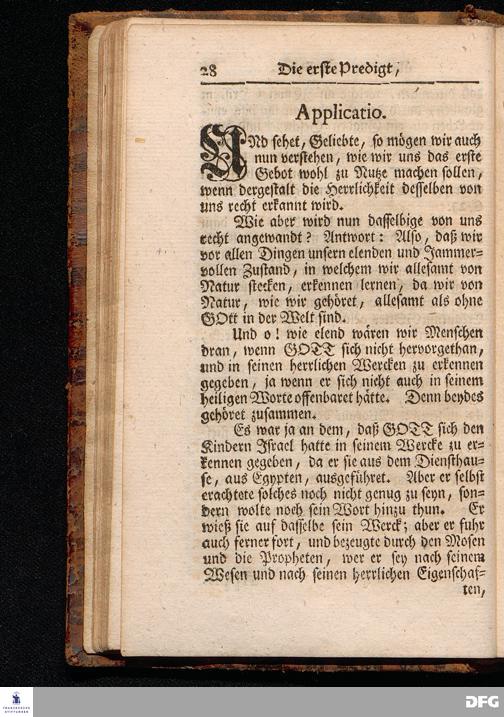 28 Die erste Predigt,
Applicatio.
UNd sehet, Geliebte, so mögen wir auch
nun verstehen, wie wir uns das erste
Gebot wohl zu Nutze machen sollen,
wenn dergestalt die Herrlichkeit desselben von
uns recht erkannt wird.
Wie aber wird nun dasselbige von uns
recht angewandt? Antwort: Also, daß wir
vor allen Dingen unsern elenden und Jammer-
vollen Zustand, in welchem wir allesamt von
Natur stecken, erkennen lernen, da wir von
Natur, wie wir gehöret, allesamt als ohne
GOtt in der Welt sind.
Und o! wie elend wären wir Menschen
dran, wenn GOTT sich nicht hervorgethan,
und in seinen herrlichen Wercken zu erkennen
gegeben, ja wenn er sich nicht auch in seinem
heiligen Worte offenbaret hätte. Denn beydes
gehöret zusammen.
Es war ja an dem, daß GOTT sich den
Kindern Israel hatte in seinem Wercke zu er-
kennen gegeben, da er sie aus dem Diensthau-
se, aus Egypten, ausgeführet. Aber er selbst
erachtete solches noch nicht genug zu seyn, son-
dern wolte noch sein Wort hinzu thun. Er
wieß sie auf dasselbe sein Werck; aber er fuhr
auch ferner fort, und bezeugte durch den Mosen
und die Propheten, wer er sey nach seinem
Wesen und nach seinen herrlichen Eigenschaf-
ten,
FRANCKESCHE
STIFTUNGEN
DFG